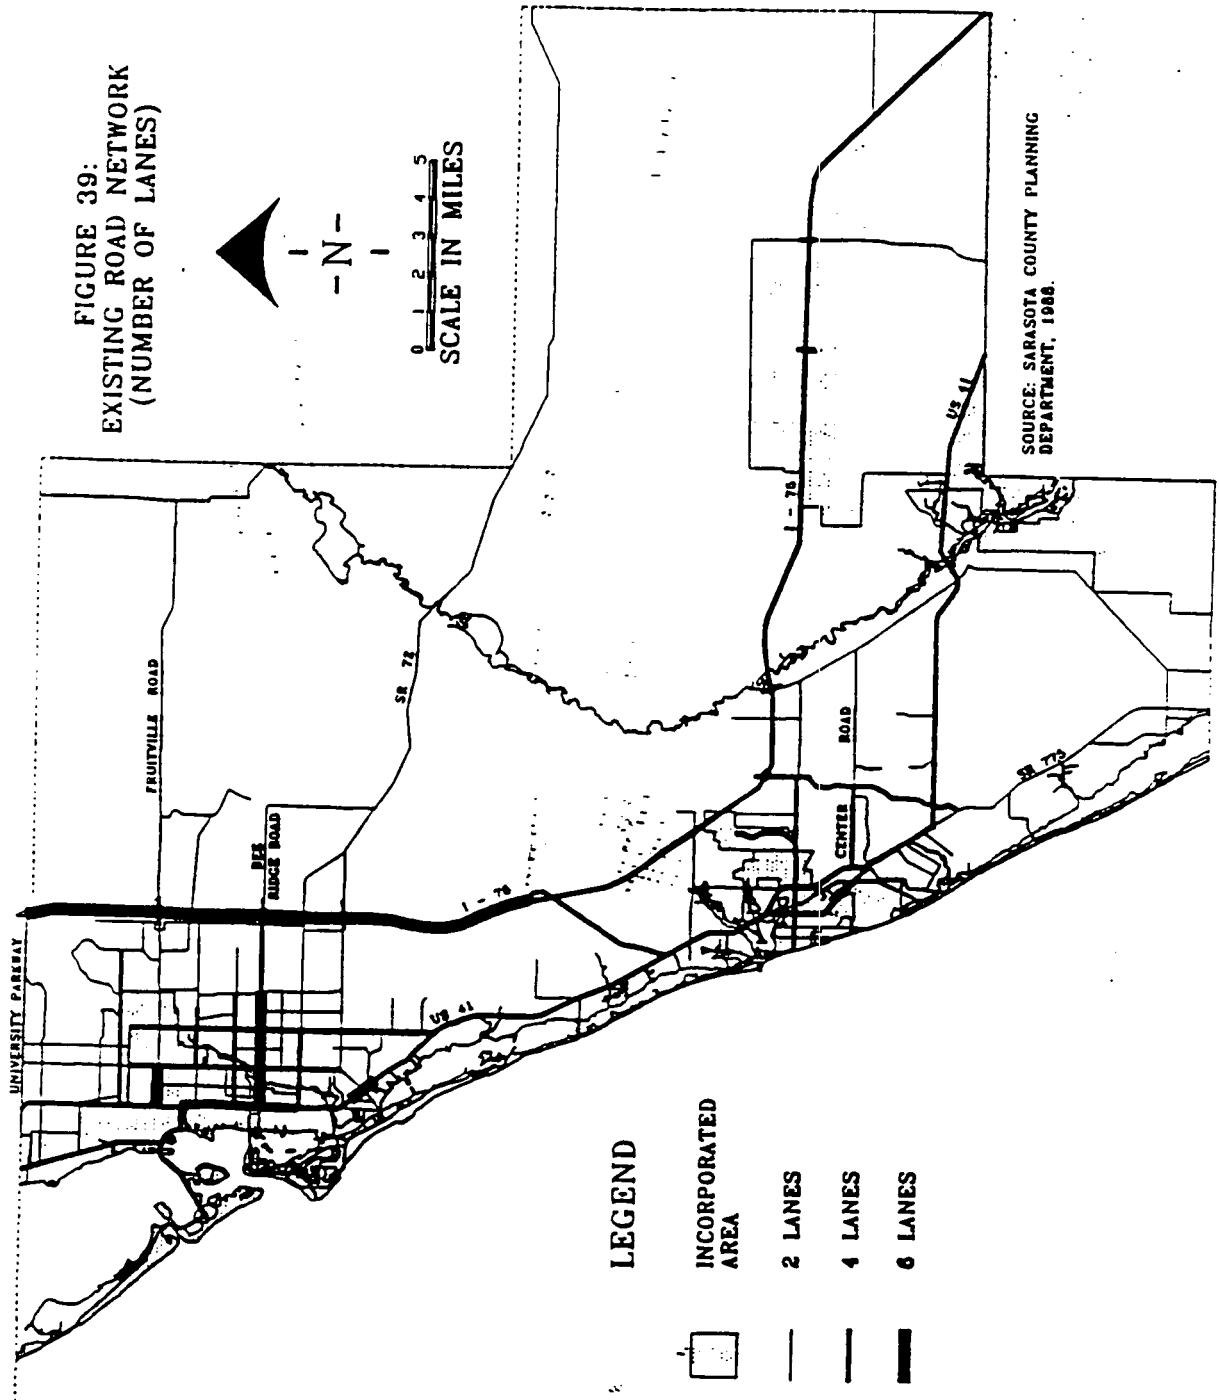 FIGURE 39:
EXISTING ROAD NETWORK
(NUMBER OF LANES)
-N-
0 1 2 3 4 5
SCALE IN MILES
UNIVERSITY PARKWAY
FRUITVILLE ROAD
BEE
RIDGE ROAD
SR 72
I - 75
US 41
I - 75
CENTER ROAD
US 41
SR 775
SOURCE: SARASOTA COUNTY PLANNING
DEPARTMENT, 1988.
LEGEND
INCORPORATED
AREA
2 LANES
4 LANES
6 LANES